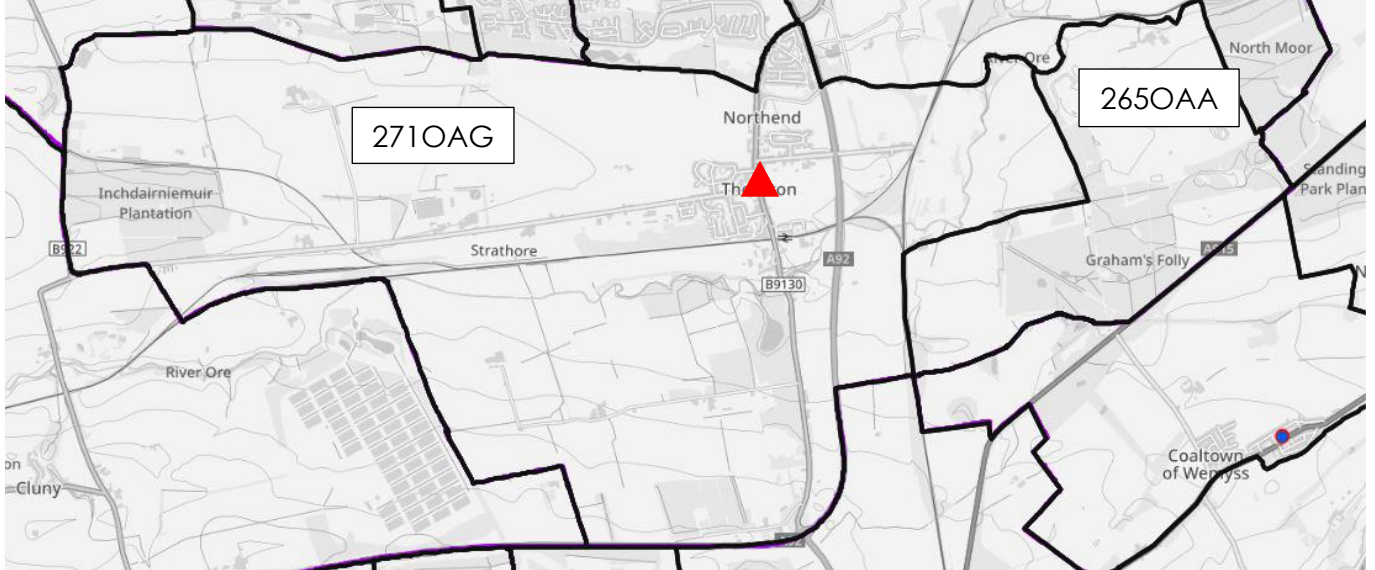 North Moor
River Ore
265OAA
Northend
271OAG
Standing
Park Plan
Inchdairniemuir
Plantation
B922
Strathore
A92
Graham's Folly
A915
B9130
River Ore
Coaltown
of Wemyss
Cluny